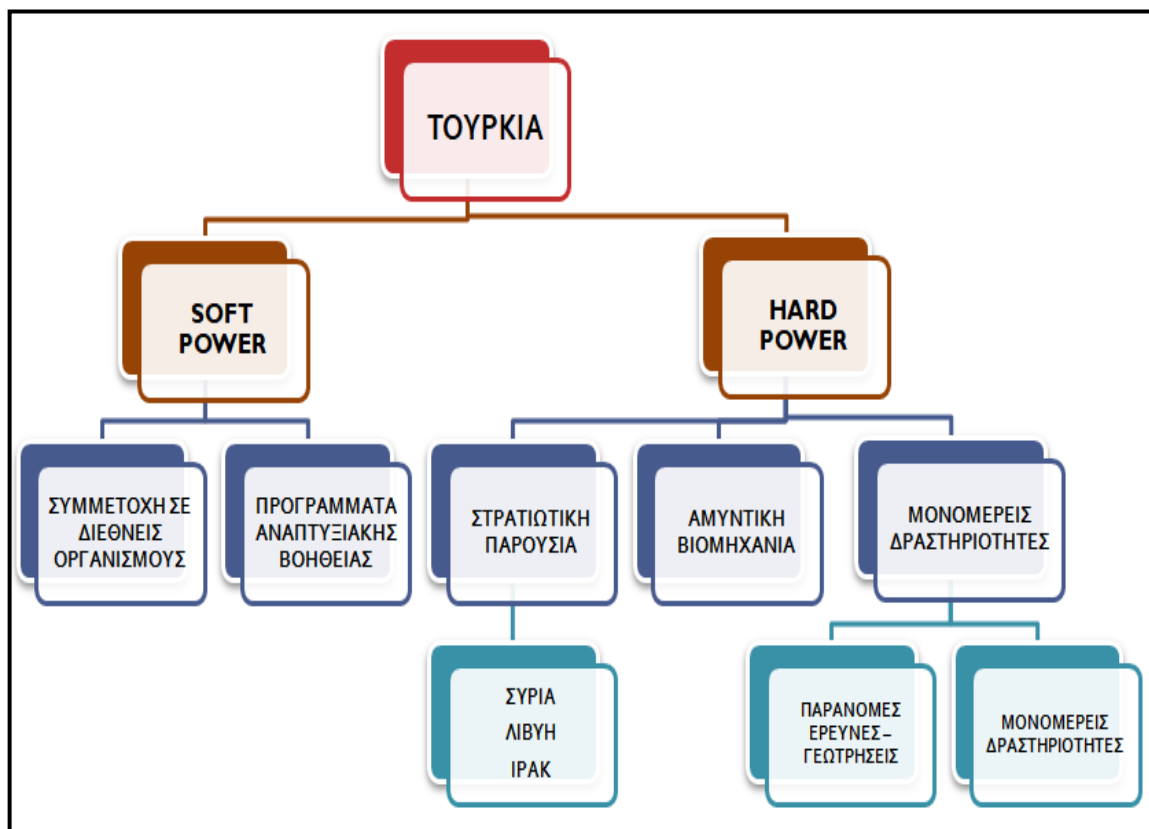 ΤΟΥΡΚΙΑ
SOFT
POWER
HARD
POWER
ΣΥΜΜΕΤΟΧΗ ΣΕ
ΔΙΕΘΝΕΙΣ
ΟΡΓΑΝΙΣΜΟΥΣ
ΠΡΟΓΡΑΜΜΑΤΑ
ΑΝΑΠΤΥΞΙΑΚΗΣ
ΒΟΗΘΕΙΑΣ
ΣΤΡΑΤΙΩΤΙΚΗ
ΠΑΡΟΥΣΙΑ
ΑΜΥΝΤΙΚΗ
ΒΙΟΜΗΧΑΝΙΑ
ΜΟΝΟΜΕΡΕΙΣ
ΔΡΑΣΤΗΡΙΟΤΗΤΕΣ
ΣΥΡΙΑ
ΛΙΒΥΗ
ΙΡΑΚ
ΠΑΡΑΝΟΜΕΣ
ΕΡΕΥΝΕΣ–
ΓΕΩΤΡΗΣΕΙΣ
ΜΟΝΟΜΕΡΕΙΣ
ΔΡΑΣΤΗΡΙΟΤΗΤΕΣ